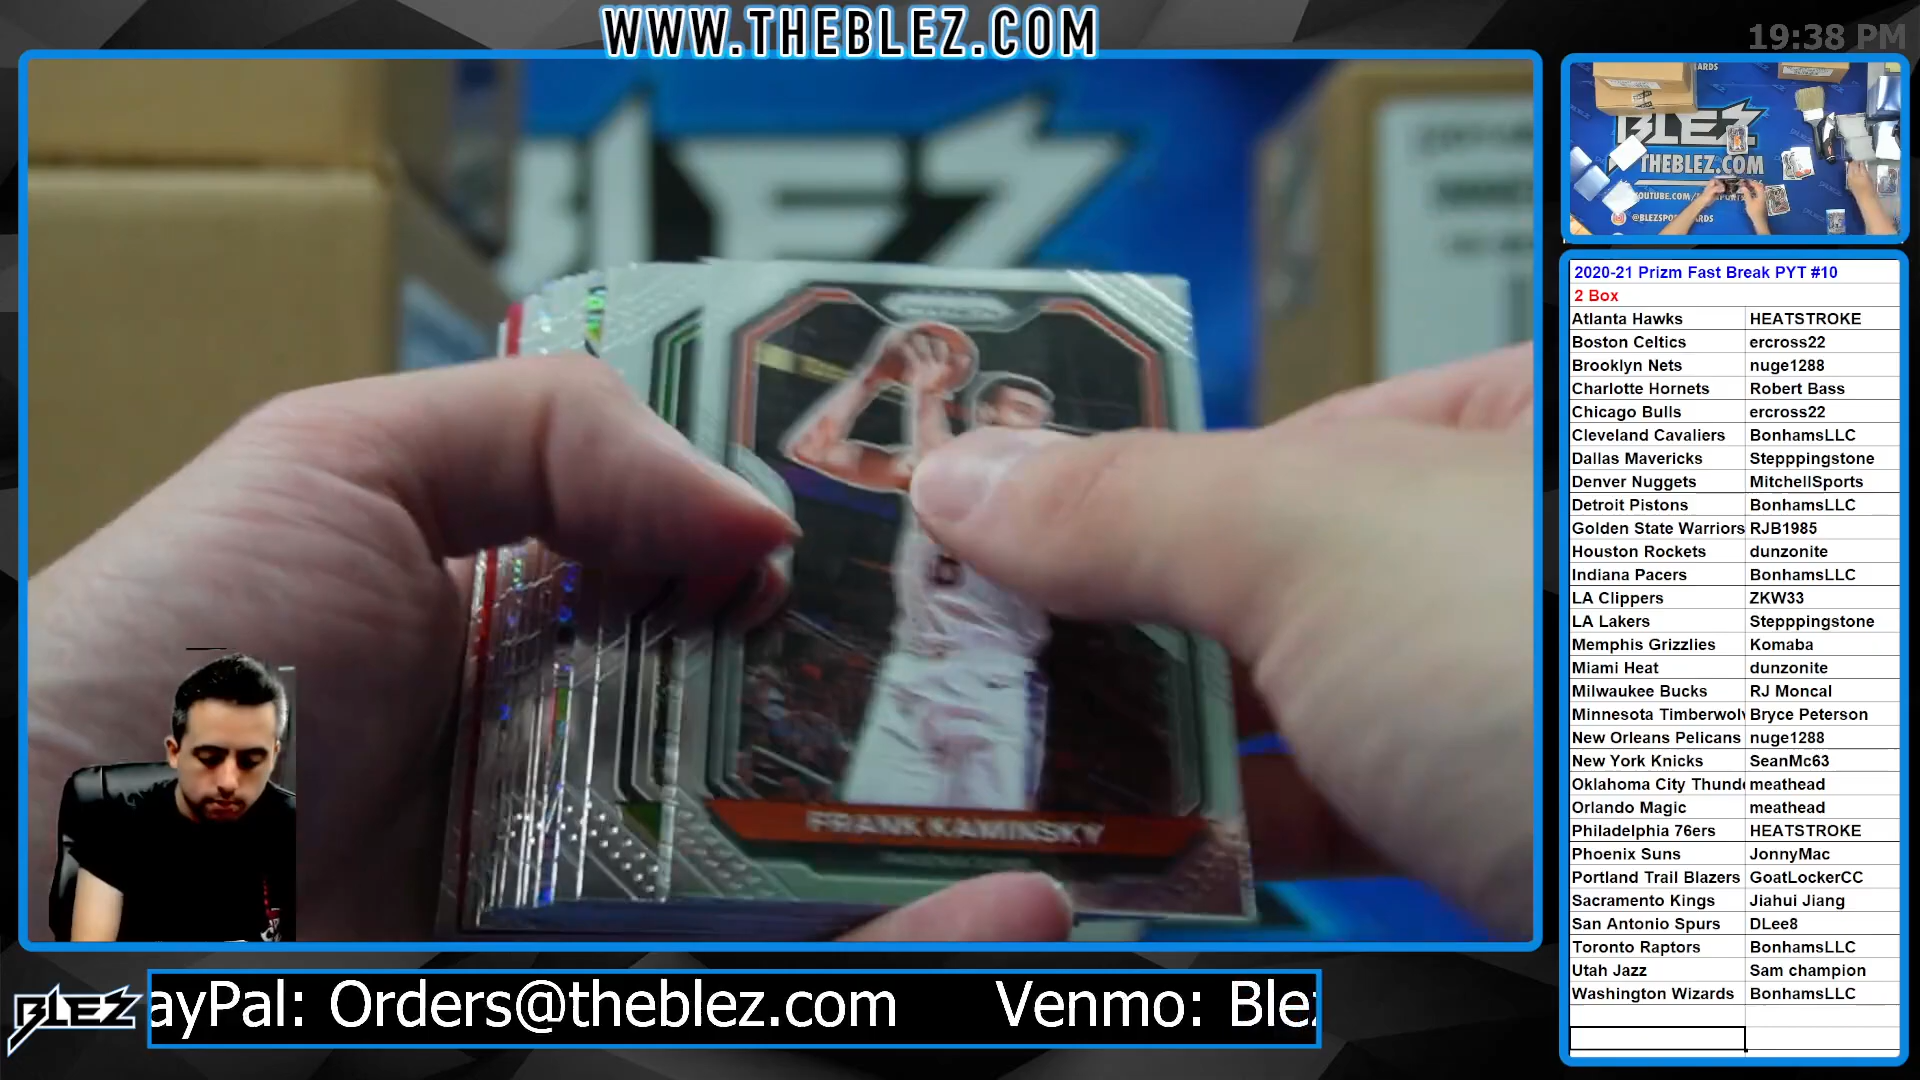 WWW.THEBLEZ.COM
19:38 PM
BLEZ
FRANK KAMINSKY
BLEZ
THEBLEZ.COM
2020-21 Prizm Fast Break PYT #10
2 Box
Atlanta Hawks HEATSTROKE
Boston Celtics ercross22
Brooklyn Nets nuge1288
Charlotte Hornets Robert Bass
Chicago Bulls ercross22
Cleveland Cavaliers BonhamsLLC
Dallas Mavericks Stepppingstone
Denver Nuggets MitchellSports
Detroit Pistons BonhamsLLC
Golden State Warriors RJB1985
Houston Rockets dunzonite
Indiana Pacers BonhamsLLC
LA Clippers ZKW33
LA Lakers Stepppingstone
Memphis Grizzlies Komaba
Miami Heat dunzonite
Milwaukee Bucks RJ Moncal
Minnesota Timberwolv Bryce Peterson
New Orleans Pelicans nuge1288
New York Knicks SeanMc63
Oklahoma City Thunde meathead
Orlando Magic meathead
Philadelphia 76ers HEATSTROKE
Phoenix Suns JonnyMac
Portland Trail Blazers GoatLockerCC
Sacramento Kings Jiahui Jiang
San Antonio Spurs DLee8
Toronto Raptors BonhamsLLC
Utah Jazz Sam champion
Washington Wizards BonhamsLLC
BLEZ
ayPal: Orders@theblez.com Venmo: Blez